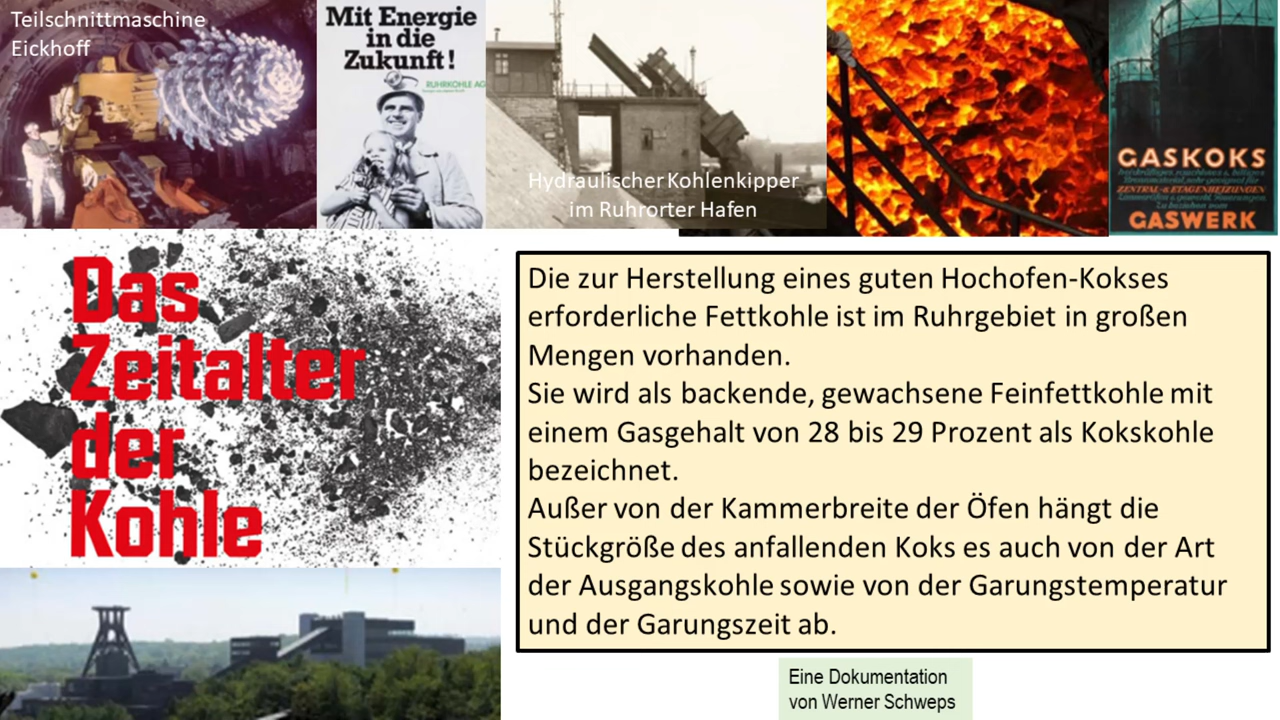 Teilschnittmaschine
Eickhoff
Mit Energie
in die
Zukunft!
RUHRKOHLE AG
Hydraulischer Kohlenkipper
im Ruhrorter Hafen
GASKOKS
ZENTRAL- & ETAGENHEIZUNGEN
GASWERK
Das
Zeitalter
der
Kohle
Die zur Herstellung eines guten Hochofen-Kokses
erforderliche Fettkohle ist im Ruhrgebiet in großen
Mengen vorhanden.
Sie wird als backende, gewachsene Feinfettkohle mit
einem Gasgehalt von 28 bis 29 Prozent als Kokskohle
bezeichnet.
Außer von der Kammerbreite der Öfen hängt die
Stückgröße des anfallenden Koks es auch von der Art
der Ausgangskohle sowie von der Garungstemperatur
und der Garungszeit ab.
Eine Dokumentation
von Werner Schweps